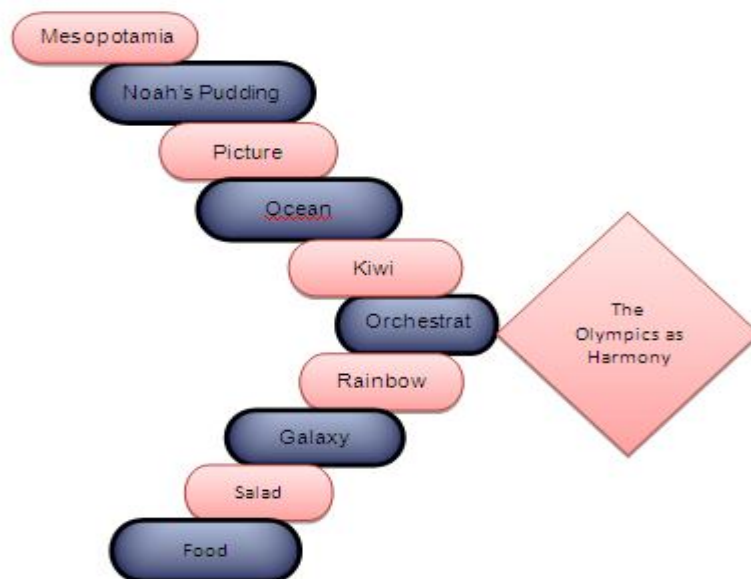 Mesopotamia
Noah's Pudding
Picture
Ocean
Kiwi
Orchestrat
Rainbow
Galaxy
Salad
Food
The
Olympics as
Harmony